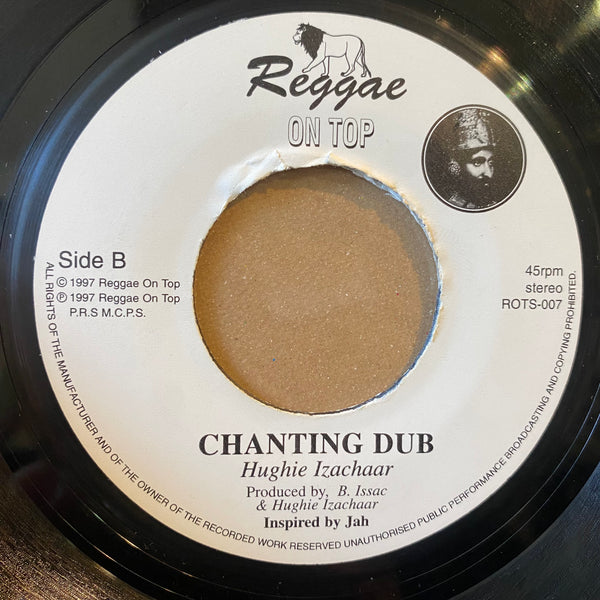 Reggae
ON TOP
Side B
© 1997 Reggae On Top
℗ 1997 Reggae On Top
P.R.S M.C.P.S.
45rpm
stereo
ROTS-007
CHANTING DUB
Hughie Izachaar
Produced by, B. Issac
& Hughie Izachaar
Inspired by Jah
ALL RIGHTS OF THE MANUFACTURER AND OF THE OWNER OF THE RECORDED WORK RESERVED UNAUTHORISED PUBLIC PERFORMANCE BROADCASTING AND COPYING PROHIBITED.